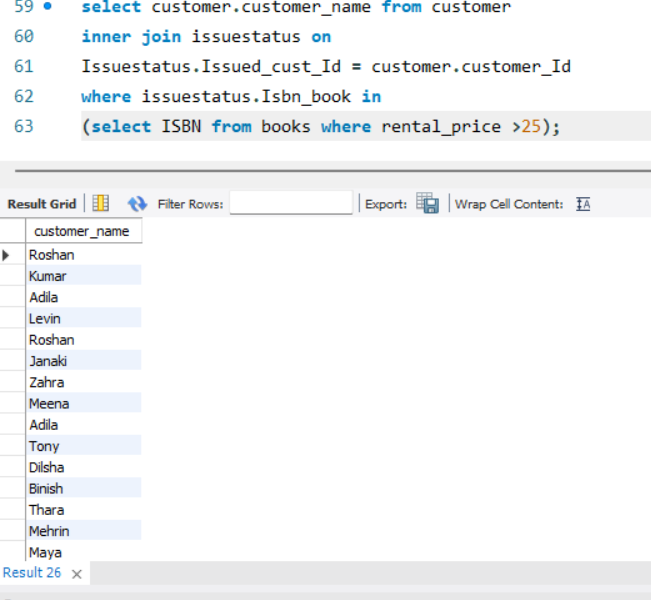 59 select customer.customer_name from customer
60 inner join issuestatus on
61 Issuestatus.Issued_cust_Id = customer.customer_Id
62 where issuestatus.Isbn_book in
63 (select ISBN from books where rental_price >25);
Result Grid Filter Rows: Export: Wrap Cell Content: IA
customer_name
Roshan
Kumar
Adila
Levin
Roshan
Janaki
Zahra
Meena
Adila
Tony
Dilsha
Binish
Thara
Mehrin
Maya
Result 26 ×